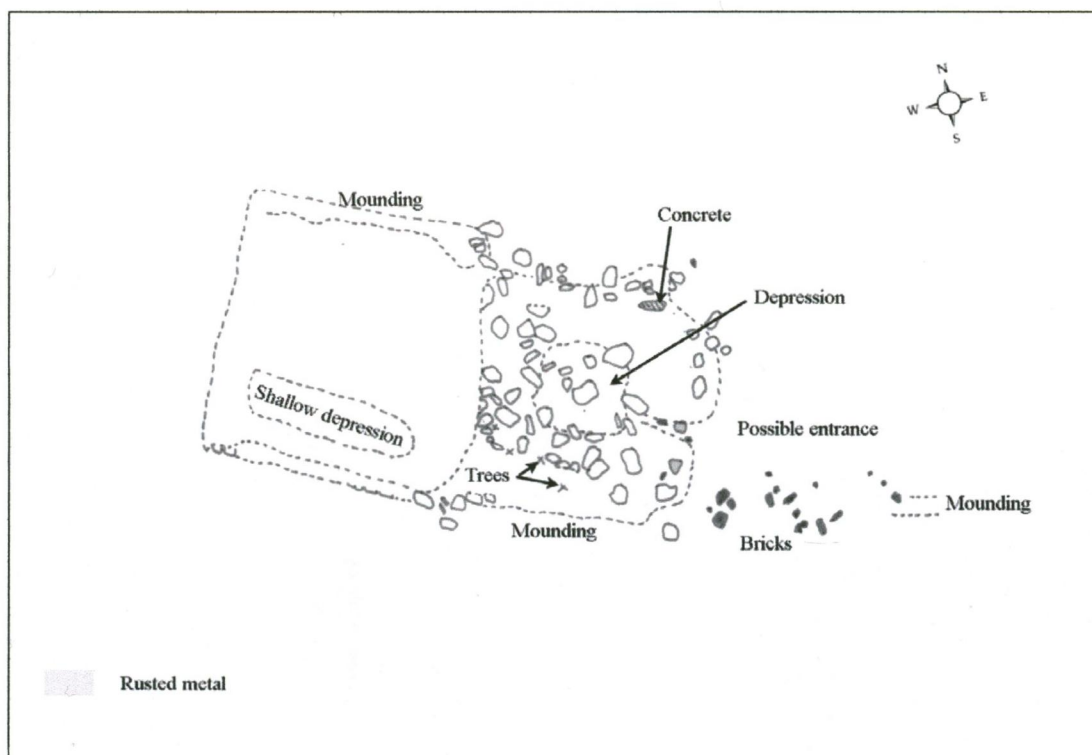 N
W E
S
Mounding
Concrete
Depression
Shallow depression
Possible entrance
Trees
Mounding
Mounding
Bricks
Rusted metal